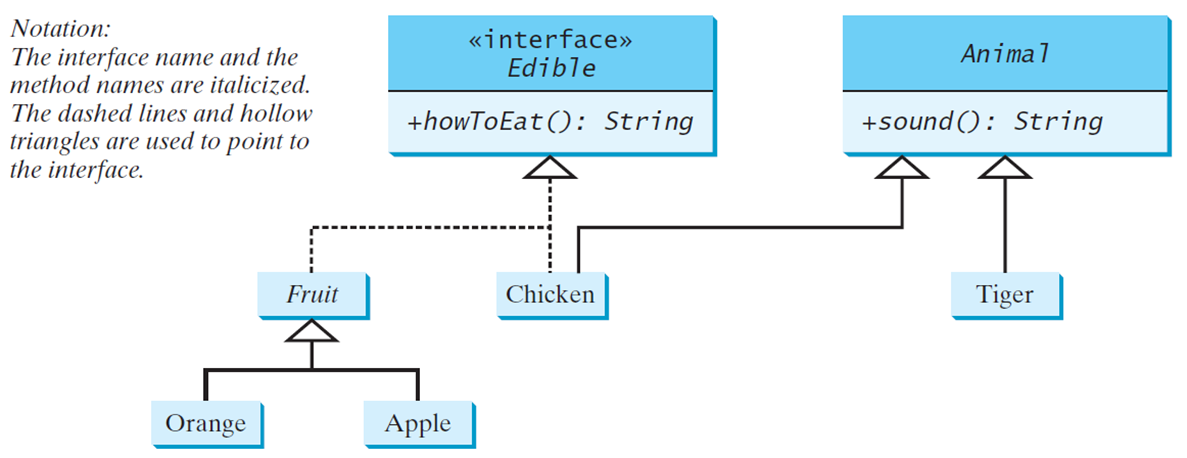 Notation:
The interface name and the
method names are italicized.
The dashed lines and hollow
triangles are used to point to
the interface.
«interface»
Edible
+howToEat(): String
Animal
+sound(): String
Fruit
Chicken
Tiger
Orange
Apple